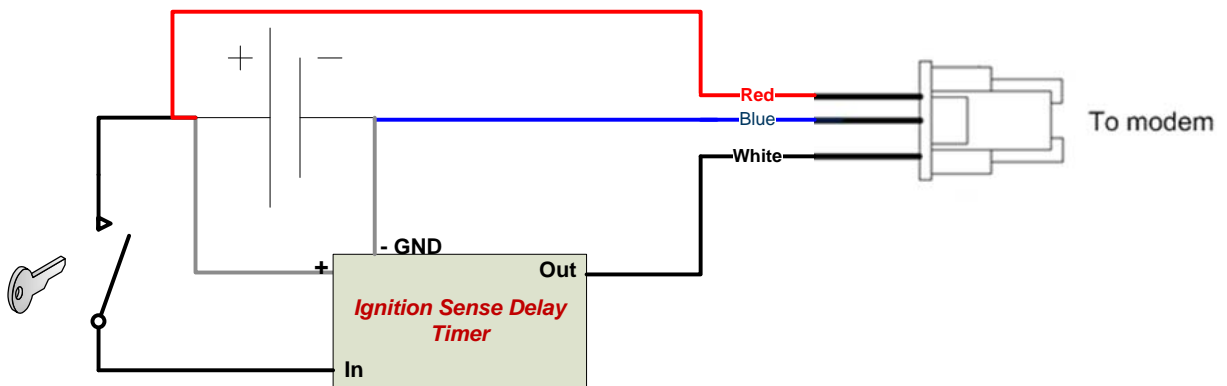 + −
Red
Blue
White
To modem
- GND
+
Out
Ignition Sense Delay
Timer
In